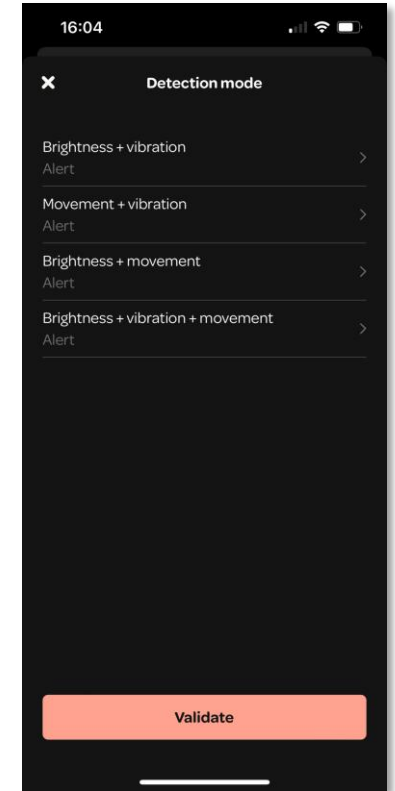 16:04
Detection mode
Brightness + vibration
Alert
Movement + vibration
Alert
Brightness + movement
Alert
Brightness + vibration + movement
Alert
Validate